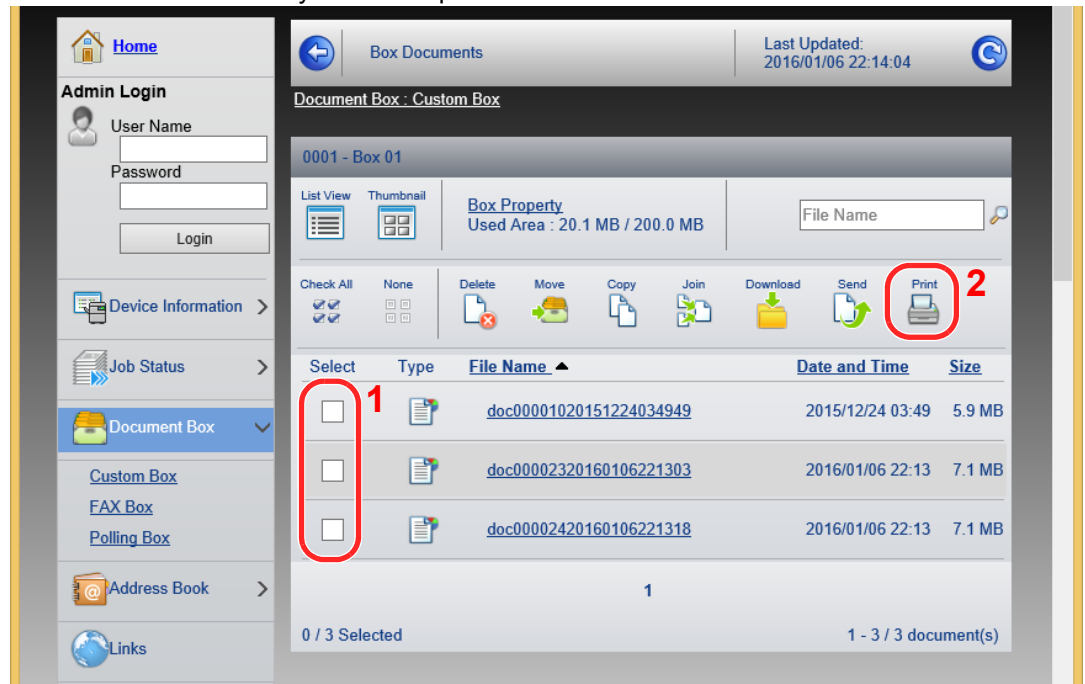 Home
Admin Login
User Name
Password
Login
Device Information
Job Status
Document Box
Custom Box
FAX Box
Polling Box
Address Book
Links
Box Documents
Last Updated:
2016/01/06 22:14:04
Document Box : Custom Box
0001 - Box 01
List View Thumbnail
Box Property
Used Area : 20.1 MB / 200.0 MB
File Name
Check All None Delete Move Copy Join Download Send Print 2
Select Type File Name Date and Time Size
1
doc00001020151224034949 2015/12/24 03:49 5.9 MB
doc00002320160106221303 2016/01/06 22:13 7.1 MB
doc00002420160106221318 2016/01/06 22:13 7.1 MB
1
0 / 3 Selected 1 - 3 / 3 document(s)